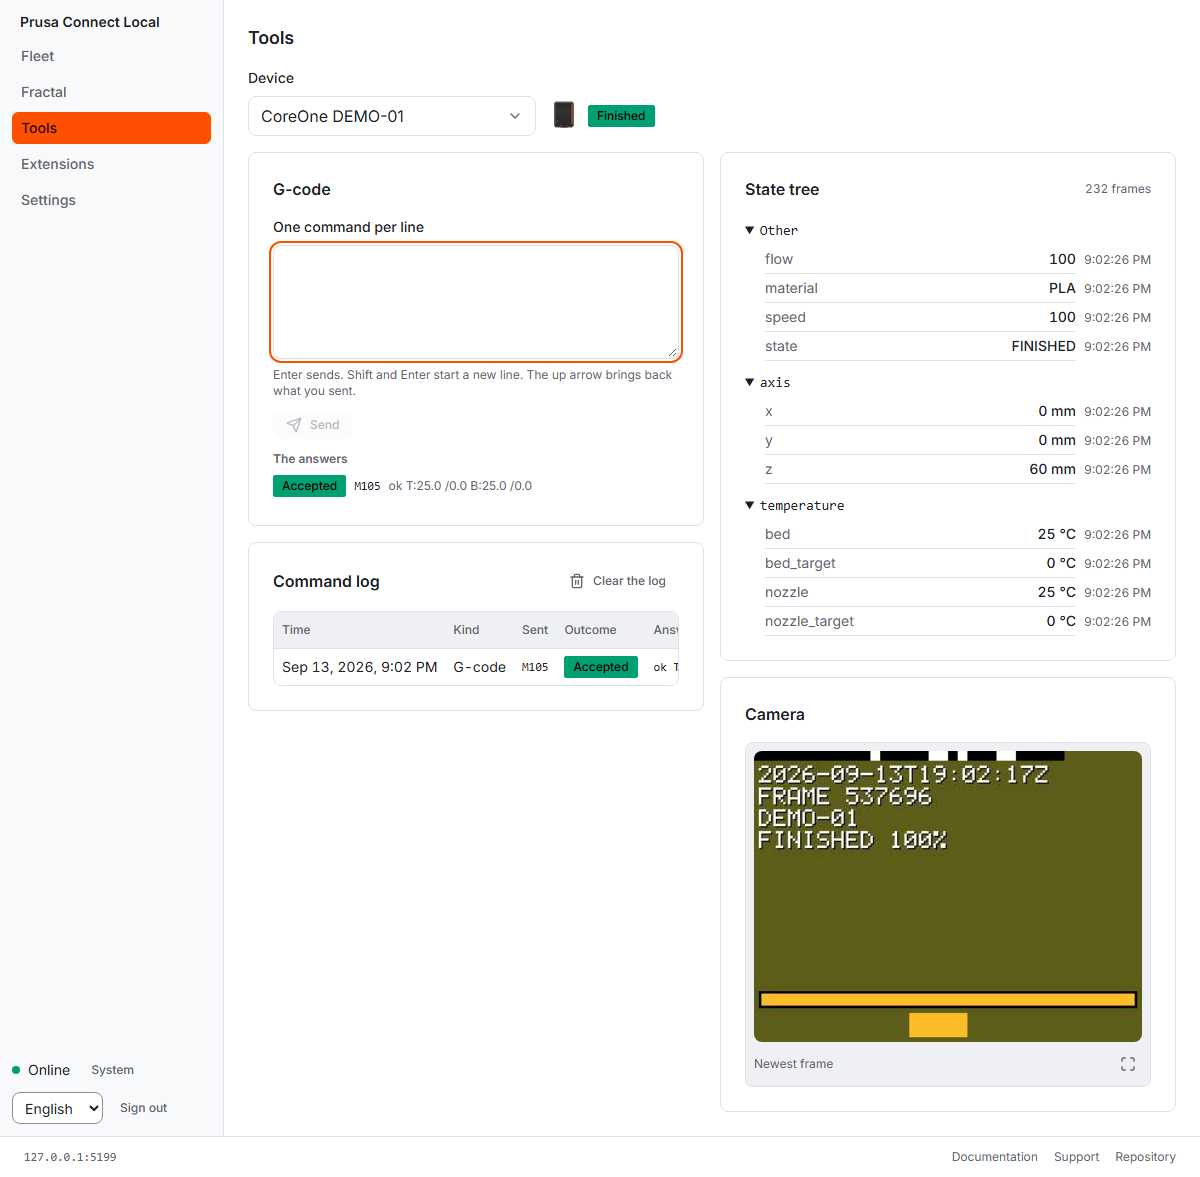 Prusa Connect Local
Fleet
Fractal
Tools
Extensions
Settings
Online System
English Sign out
Tools
Device
CoreOne DEMO-01 Finished
G-code
One command per line
Enter sends. Shift and Enter start a new line. The up arrow brings back
what you sent.
Send
The answers
Accepted M105 ok T:25.0 /0.0 B:25.0 /0.0
Command log Clear the log
Time Kind Sent Outcome
Sep 13, 2026, 9:02 PM G-code M105 Accepted ok
State tree 232 frames
Other
flow 100 9:02:26 PM
material PLA 9:02:26 PM
speed 100 9:02:26 PM
state FINISHED 9:02:26 PM
axis
x 0 mm 9:02:26 PM
y 0 mm 9:02:26 PM
z 60 mm 9:02:26 PM
temperature
bed 25 °C 9:02:26 PM
bed_target 0 °C 9:02:26 PM
nozzle 25 °C 9:02:26 PM
nozzle_target 0 °C 9:02:26 PM
Camera
2026-09-13T19:02:17Z
FRAME 537696
DEMO-01
FINISHED 100%
Newest frame
127.0.0.1:5199 Documentation Support Repository